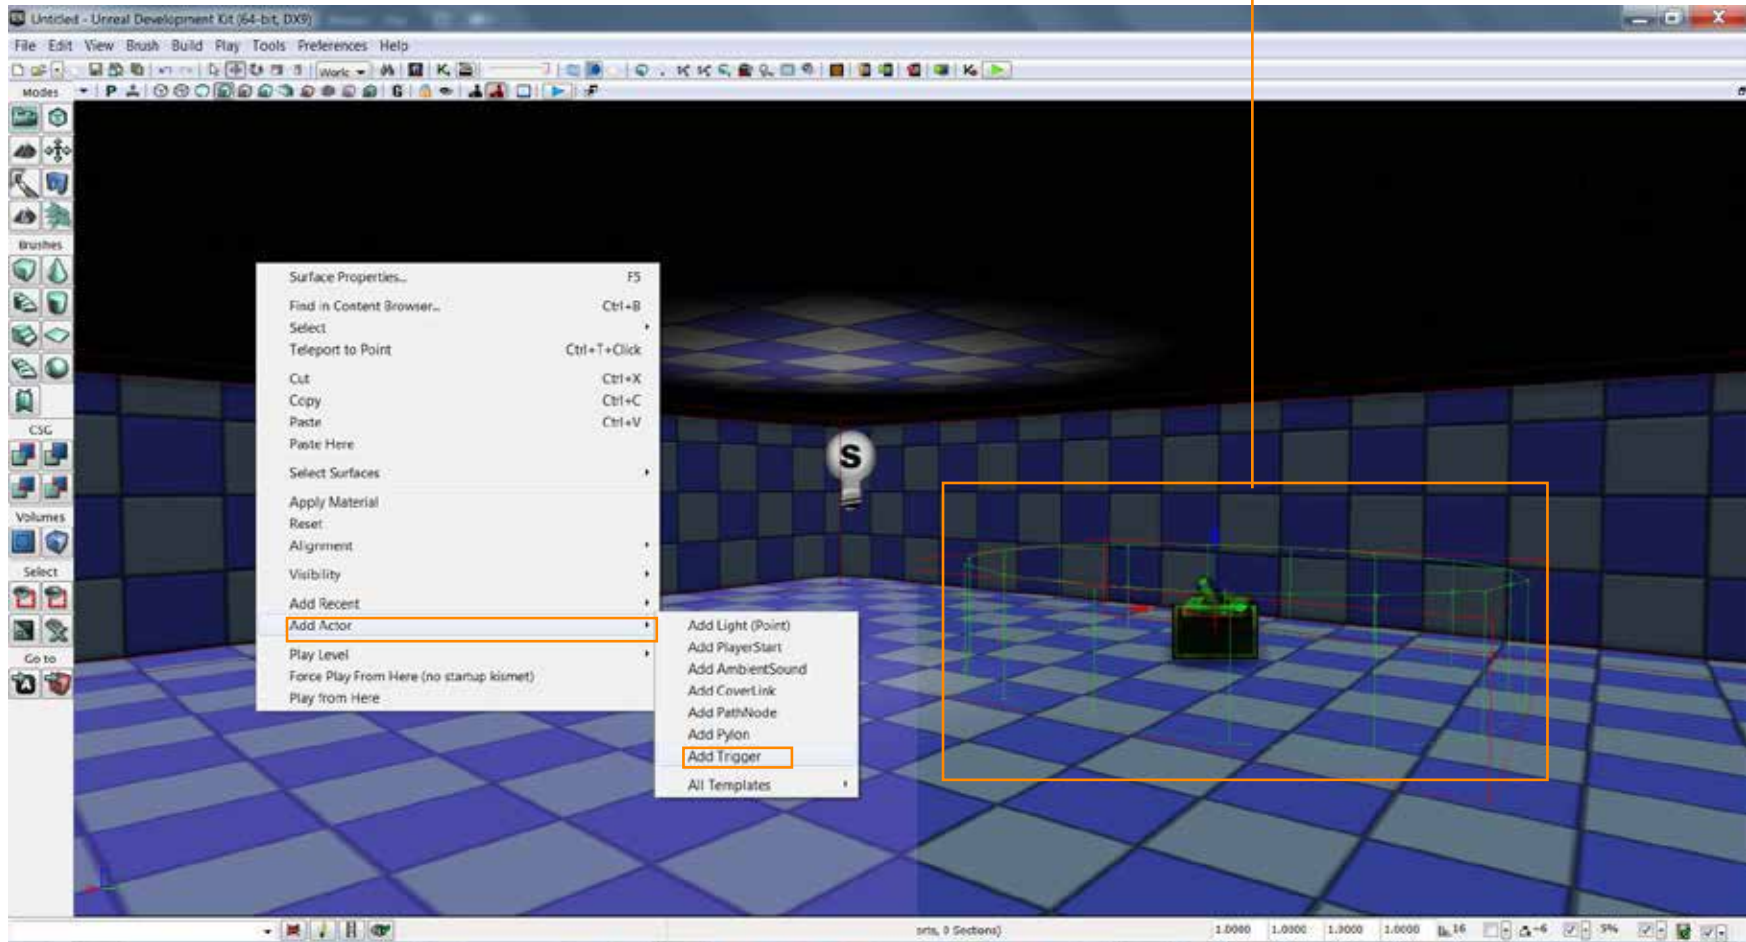 Untitled - Unreal Development Kit (64-bit, DX9)
File Edit View Brush Build Play Tools Preferences Help
World
Modes
P G
Brushes
CSG
Volumes
Select
Go to
Surface Properties... F5
Find in Content Browser... Ctrl+B
Select
Teleport to Point Ctrl+T+Click
Cut Ctrl+X
Copy Ctrl+C
Paste Ctrl+V
Paste Here
Select Surfaces
Apply Material
Reset
Alignment
Visibility
Add Recent
Add Actor
Play Level
Force Play From Here (no startup kismet)
Play from Here
Add Light (Point)
Add PlayerStart
Add AmbientSound
Add CoverLink
Add PathNode
Add Pylon
Add Trigger
All Templates
S
0 Sections) 1.0000 1.0000 1.0000 1.0000 16 5%